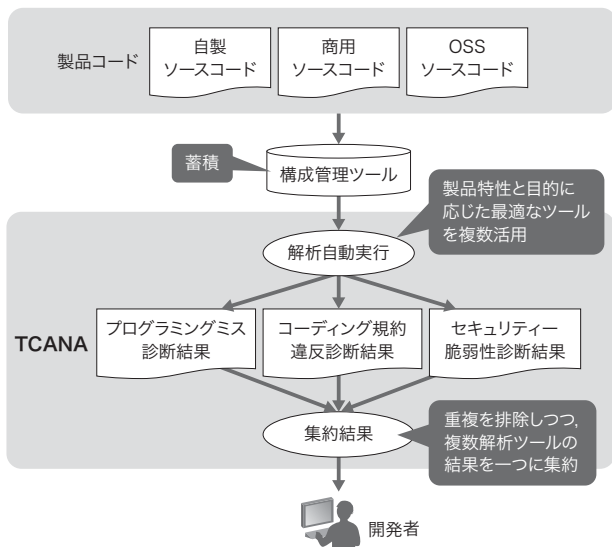 製品コード
自製
ソースコード
商用
ソースコード
OSS
ソースコード
蓄積
構成管理ツール
製品特性と目的に
応じた最適なツール
を複数活用
解析自動実行
TCANA
プログラミングミス
診断結果
コーディング規約
違反診断結果
セキュリティー
脆弱性診断結果
集約結果
重複を排除しつつ,
複数解析ツールの
結果を一つに集約
開発者